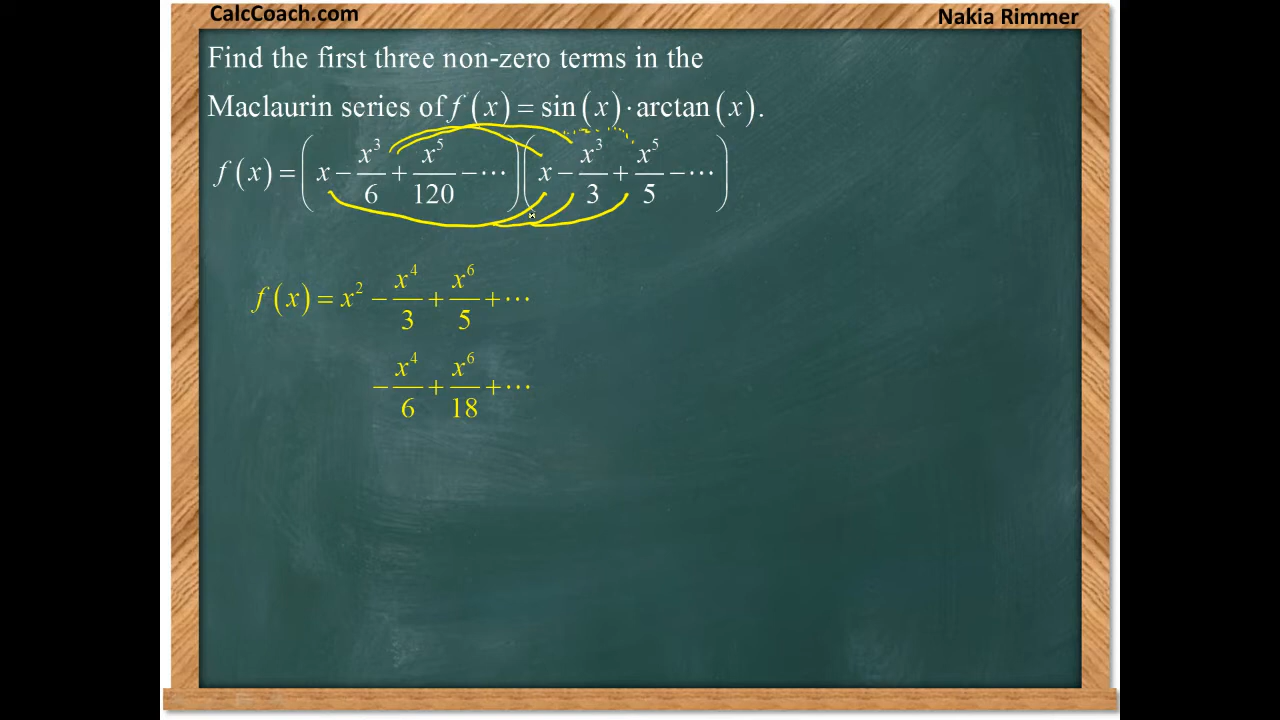 CalcCoach.com
Nakia Rimmer
Find the first three non-zero terms in the
Maclaurin series of f(x) = sin(x) · arctan(x).
f(x) = (x − x³/6 + x⁵/120 − ⋯)(x − x³/3 + x⁵/5 − ⋯)
f(x) = x² − x⁴/3 + x⁶/5 + ⋯
− x⁴/6 + x⁶/18 + ⋯